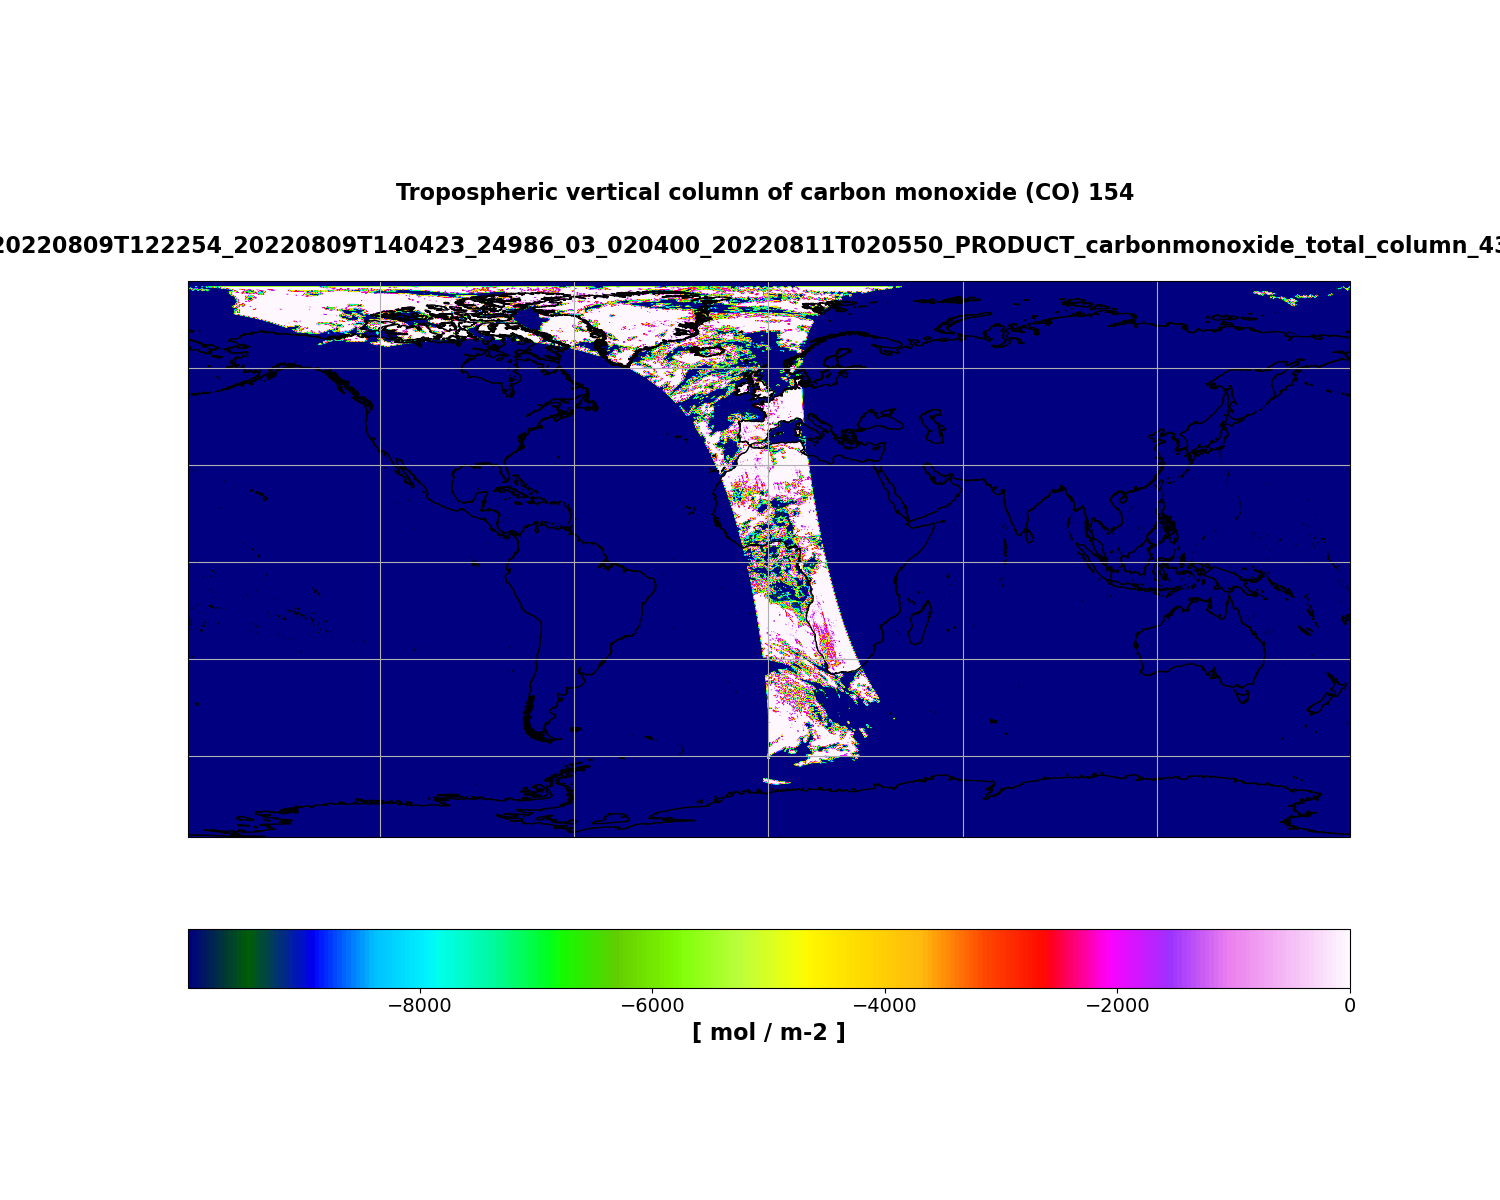 Tropospheric vertical column of carbon monoxide (CO) 154
20220809T122254_20220809T140423_24986_03_020400_20220811T020550_PRODUCT_carbonmonoxide_total_column_43
−8000 −6000 −4000 −2000 0
[ mol / m-2 ]